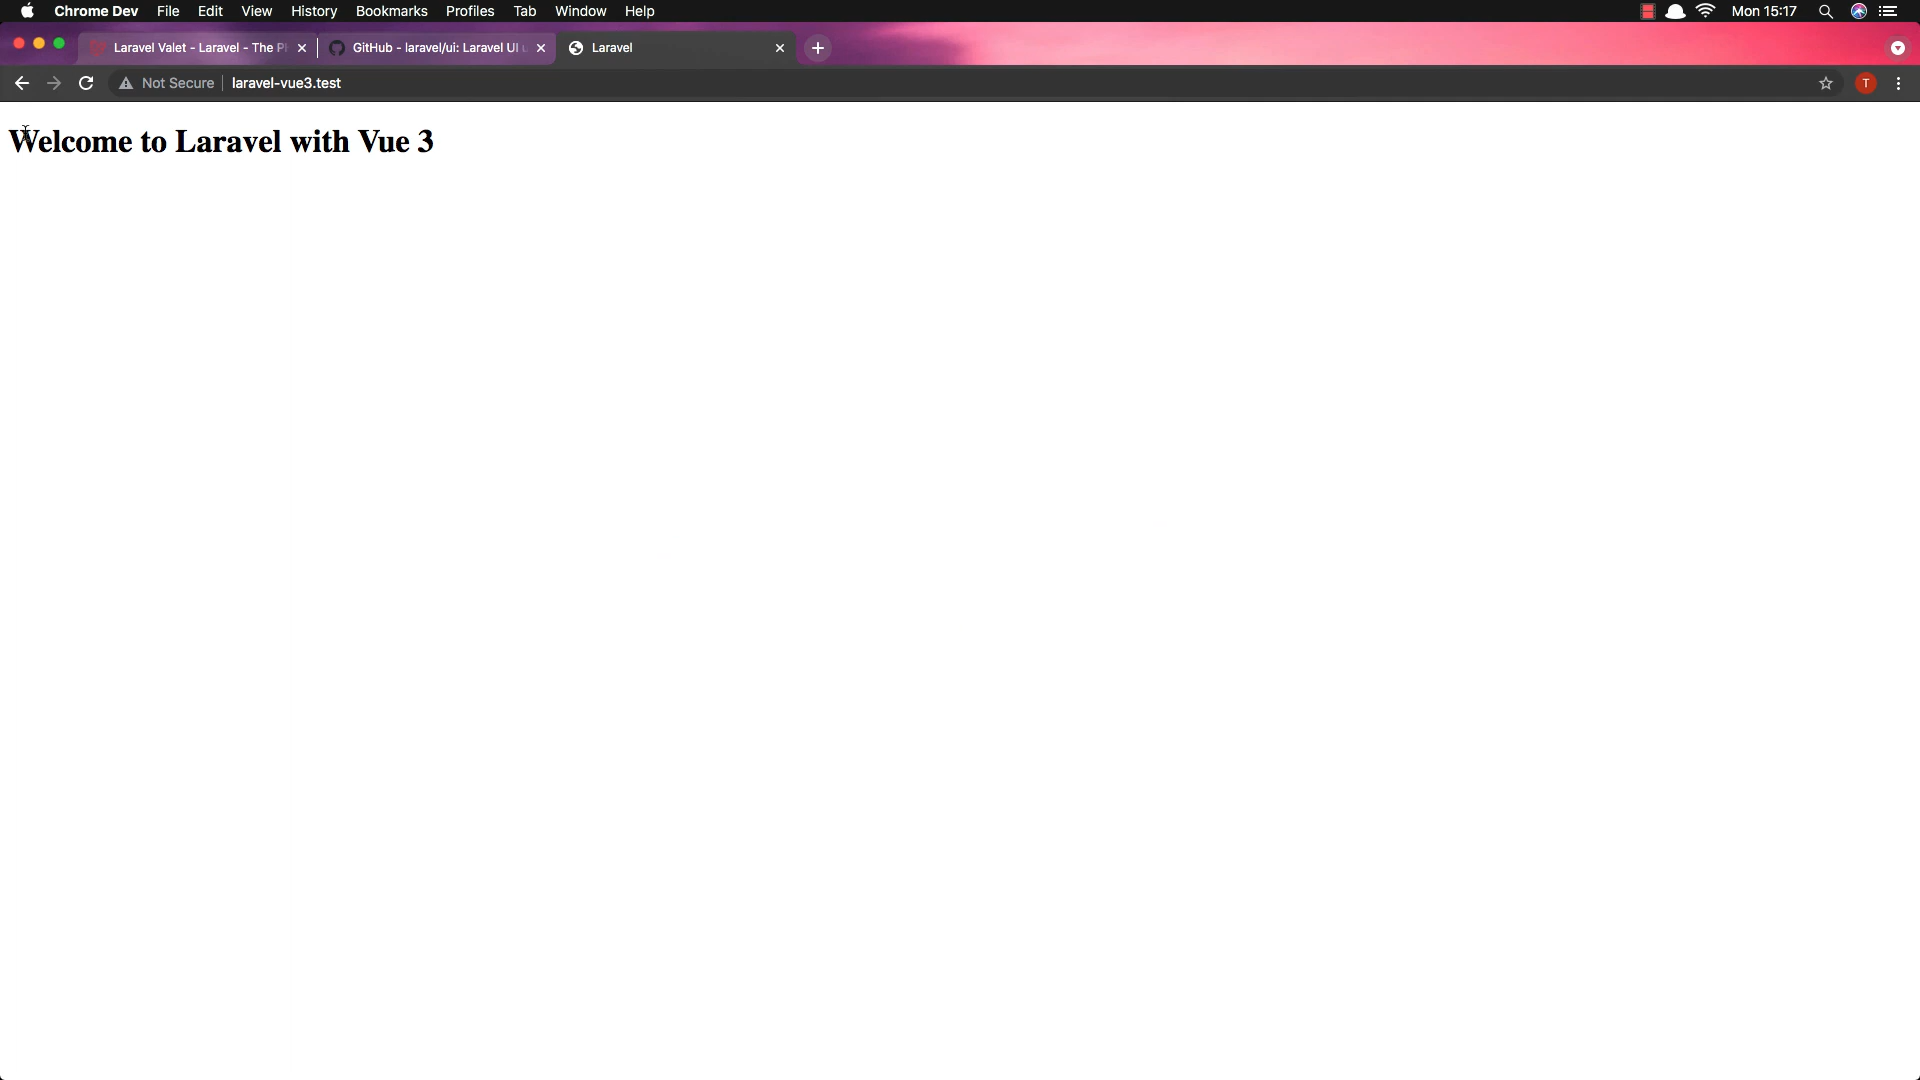 Chrome Dev File Edit View History Bookmarks Profiles Tab Window Help Mon 15:17
Laravel Valet - Laravel - The P GitHub - laravel/ui: Laravel UI Laravel
Not Secure laravel-vue3.test T
Welcome to Laravel with Vue 3